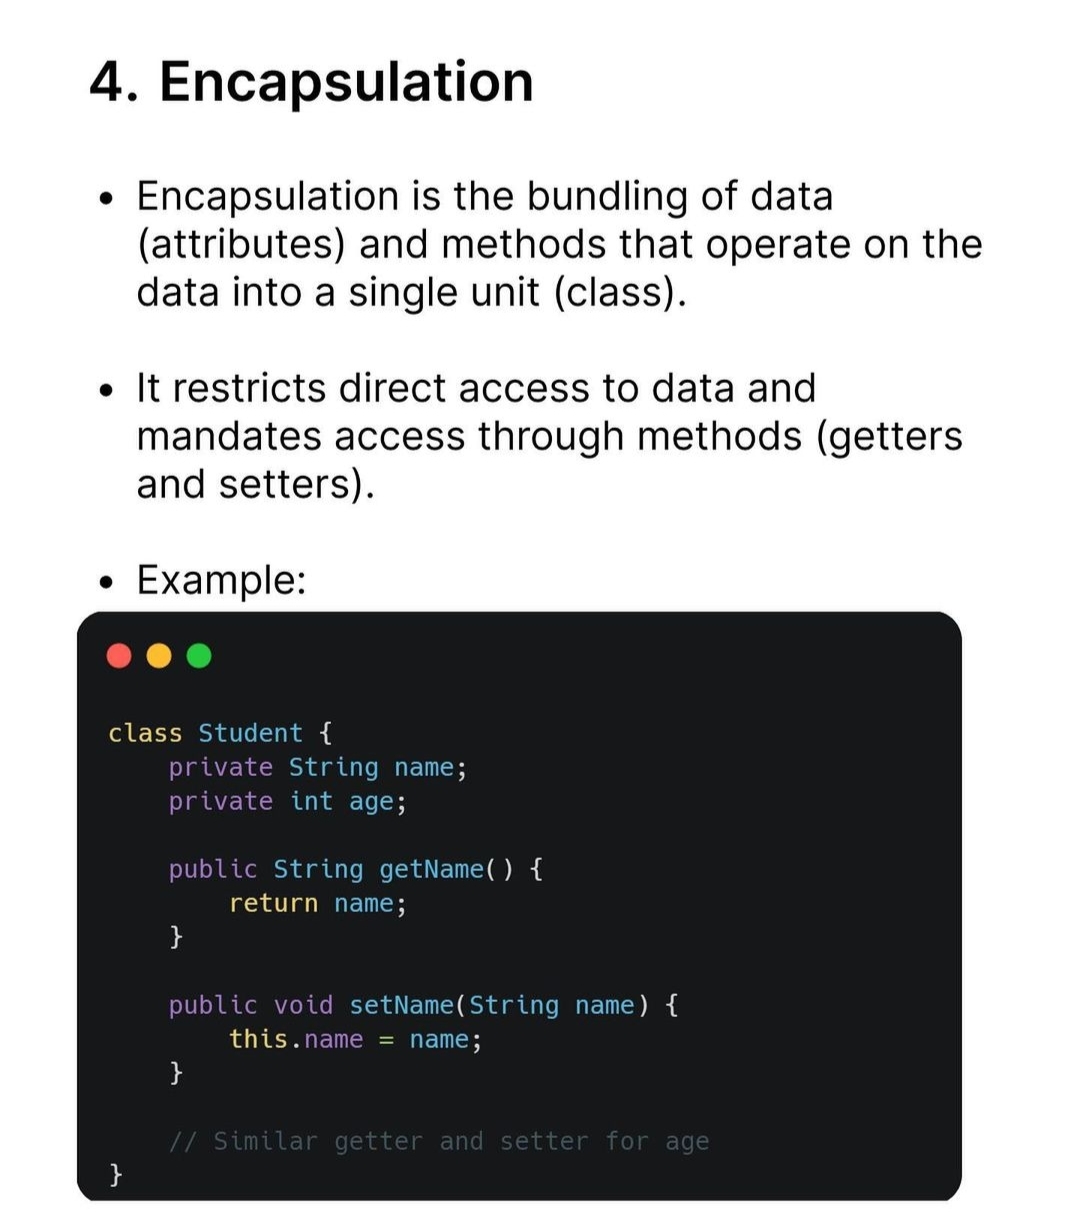 4. Encapsulation
• Encapsulation is the bundling of data
(attributes) and methods that operate on the
data into a single unit (class).
• It restricts direct access to data and
mandates access through methods (getters
and setters).
• Example:
class Student {
    private String name;
    private int age;
    public String getName() {
        return name;
    }
    public void setName(String name) {
        this.name = name;
    }
    // Similar getter and setter for age
}